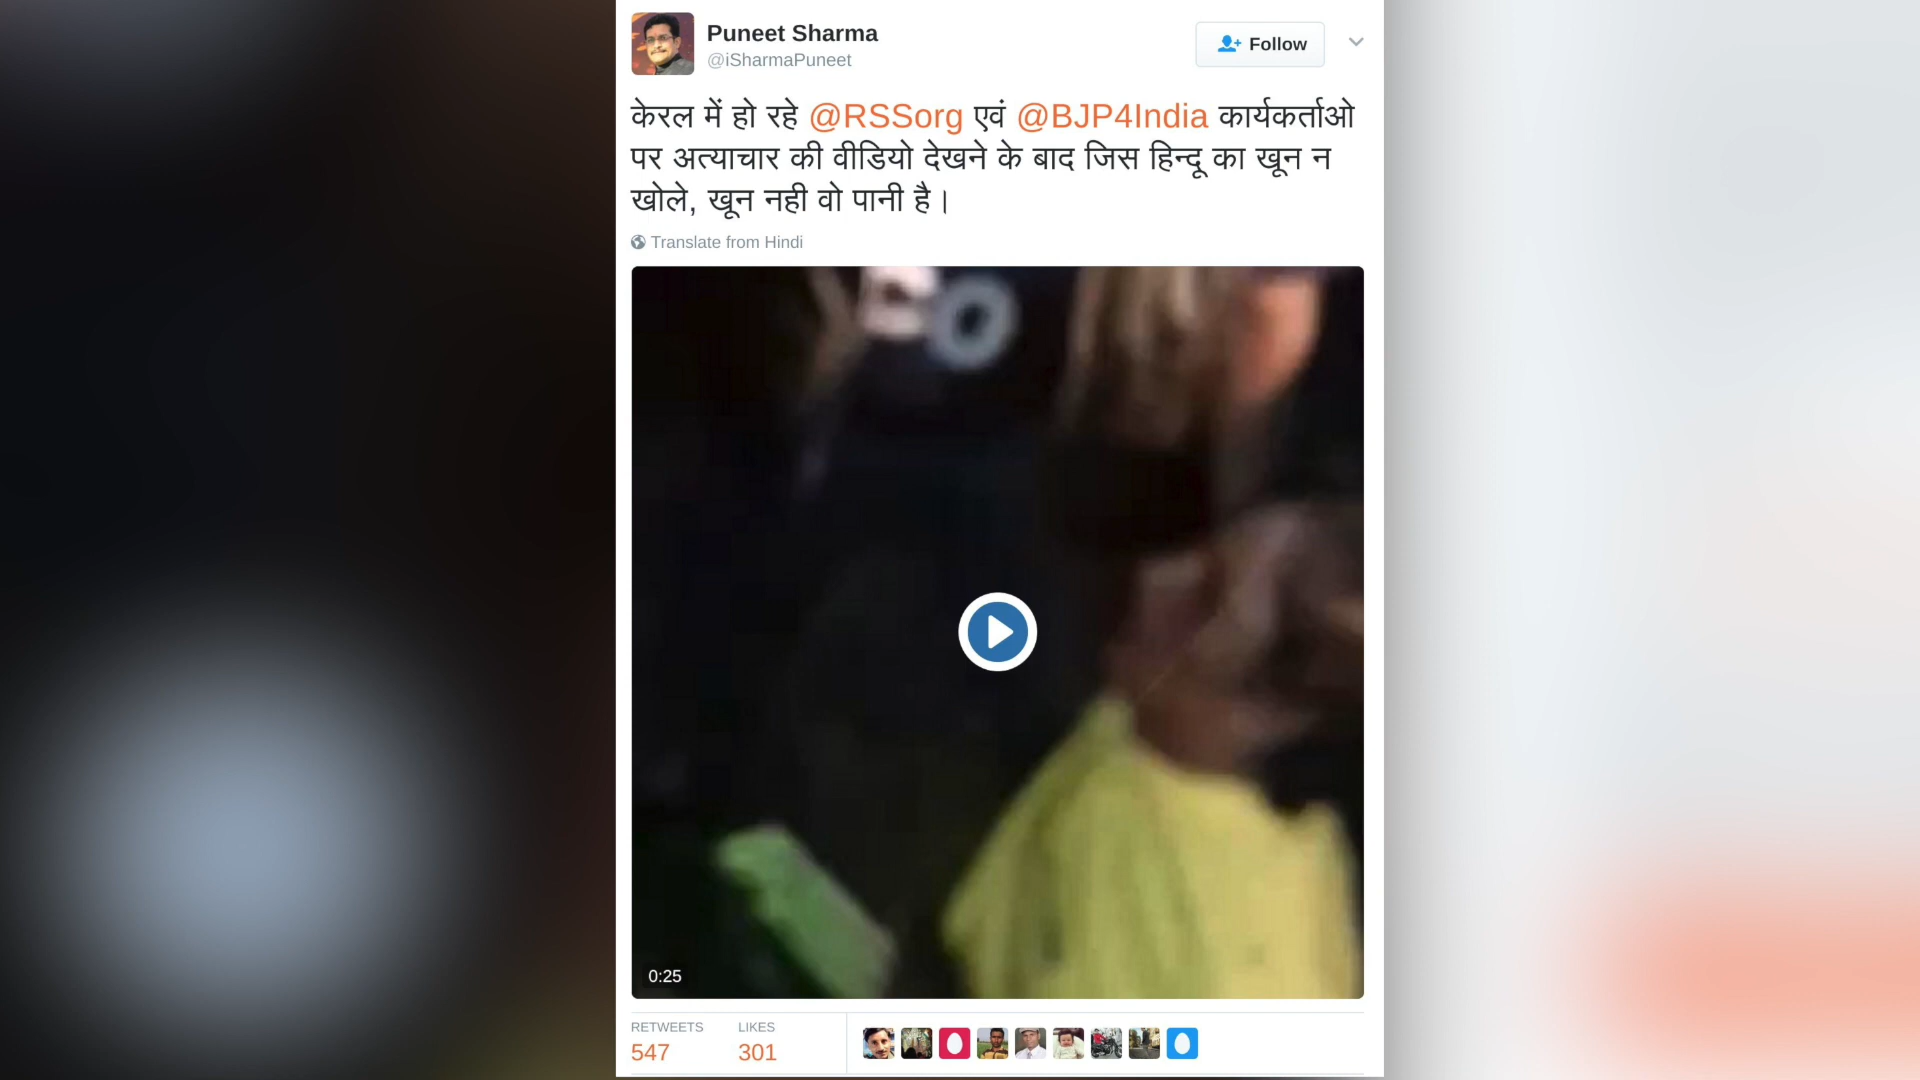 Puneet Sharma
@iSharmaPuneet
Follow
केरल में हो रहे @RSSorg एवं @BJP4India कार्यकर्ताओ
पर अत्याचार की वीडियो देखने के बाद जिस हिन्दू का खून न
खोले, खून नही वो पानी है।
Translate from Hindi
0:25
RETWEETS LIKES
547 301